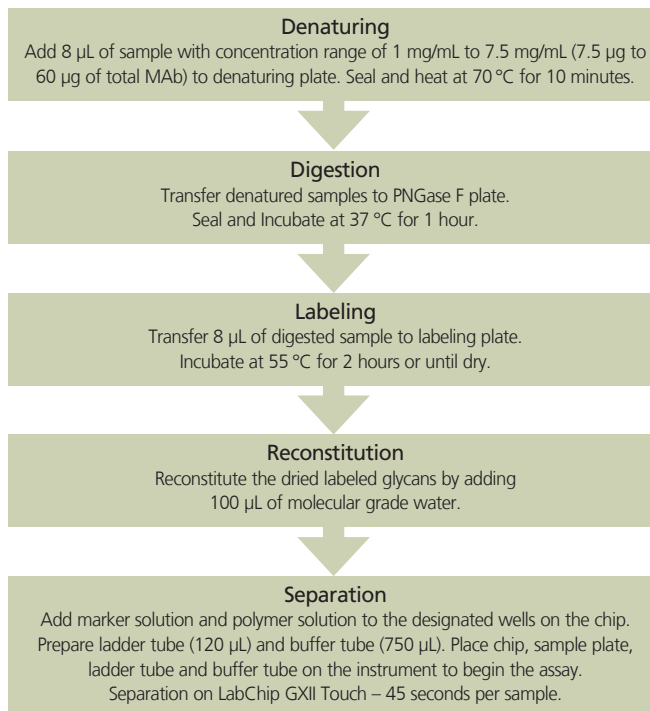 Denaturing
Add 8 µL of sample with concentration range of 1 mg/mL to 7.5 mg/mL (7.5 µg to
60 µg of total MAb) to denaturing plate. Seal and heat at 70 °C for 10 minutes.
Digestion
Transfer denatured samples to PNGase F plate.
Seal and Incubate at 37 °C for 1 hour.
Labeling
Transfer 8 µL of digested sample to labeling plate.
Incubate at 55 °C for 2 hours or until dry.
Reconstitution
Reconstitute the dried labeled glycans by adding
100 µL of molecular grade water.
Separation
Add marker solution and polymer solution to the designated wells on the chip.
Prepare ladder tube (120 µL) and buffer tube (750 µL). Place chip, sample plate,
ladder tube and buffer tube on the instrument to begin the assay.
Separation on LabChip GXII Touch – 45 seconds per sample.